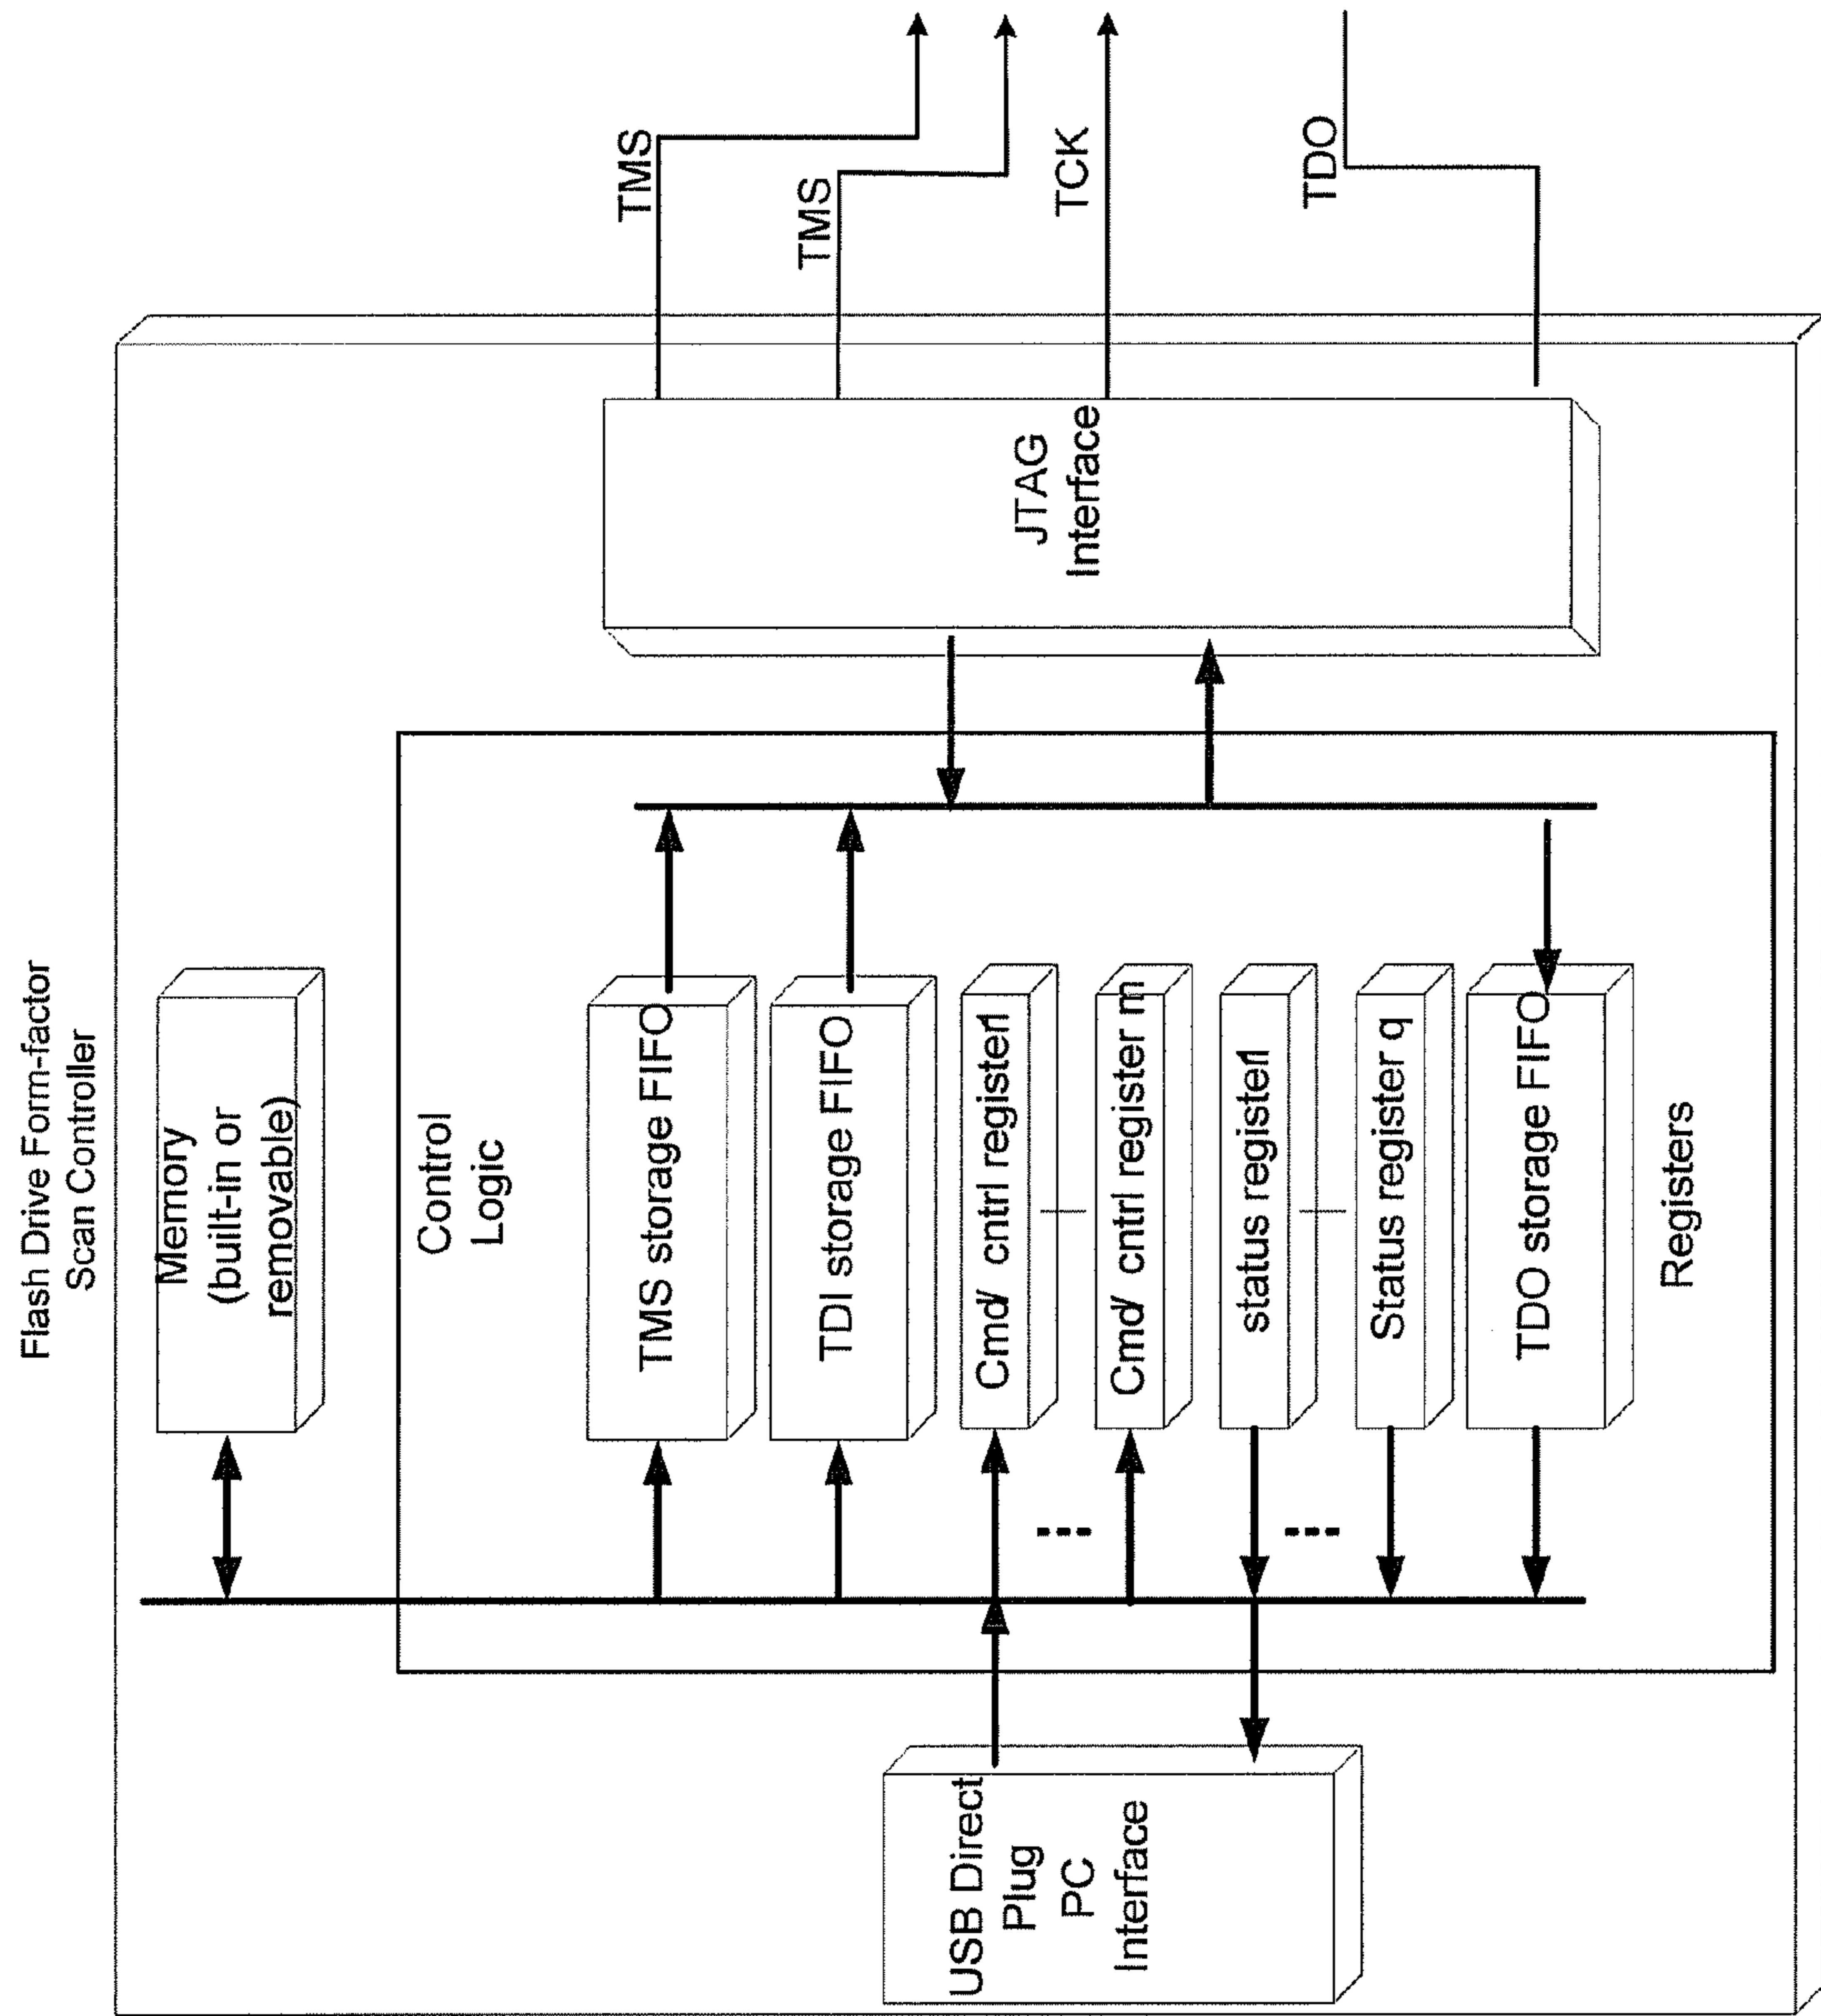 Flash Drive Form-factor
Scan Controller
Memory
(built-in or
removable)
Control
Logic
TMS storage FIFO
TDI storage FIFO
Cmd/ cntrl register1
Cmd/ cntrl register m
status register1
Status register q
TDO storage FIFO
Registers
USB Direct
Plug
PC
Interface
JTAG
Interface
TMS
TMS
TCK
TDO